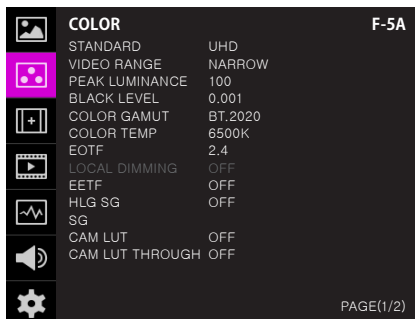 COLOR F-5A
STANDARD UHD
VIDEO RANGE NARROW
PEAK LUMINANCE 100
BLACK LEVEL 0.001
COLOR GAMUT BT.2020
COLOR TEMP 6500K
EOTF 2.4
LOCAL DIMMING OFF
EETF OFF
HLG SG OFF
SG
CAM LUT OFF
CAM LUT THROUGH OFF
PAGE(1/2)